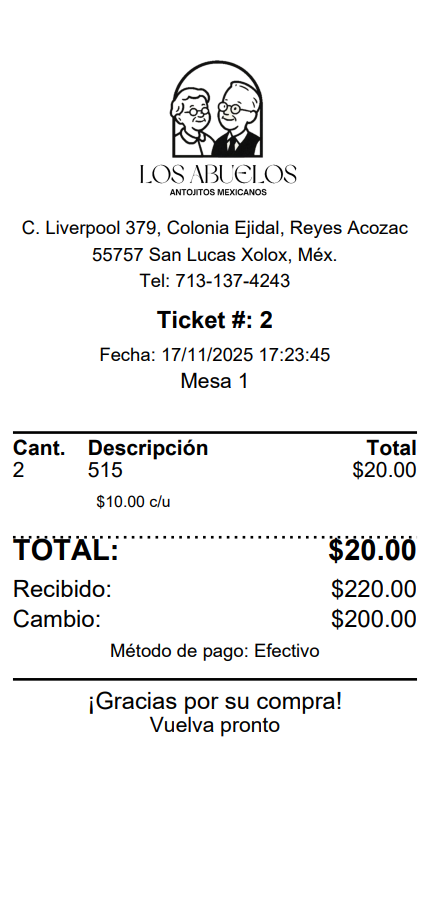 LOS ABUELOS
ANTOJITOS MEXICANOS
C. Liverpool 379, Colonia Ejidal, Reyes Acozac
55757 San Lucas Xolox, Méx.
Tel: 713-137-4243
Ticket #: 2
Fecha: 17/11/2025 17:23:45
Mesa 1
Cant. Descripción Total
2 515 $20.00
$10.00 c/u
TOTAL: $20.00
Recibido: $220.00
Cambio: $200.00
Método de pago: Efectivo
¡Gracias por su compra!
Vuelva pronto